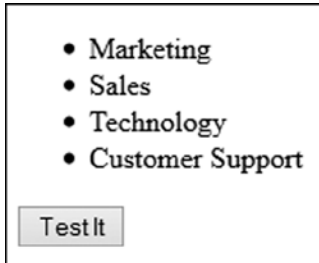 Marketing
Sales
Technology
Customer Support
Test It